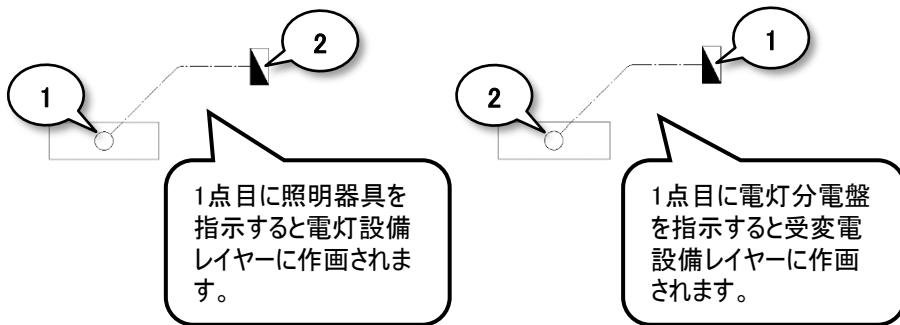 1
2
1点目に照明器具を
指示すると電灯設備
レイヤーに作画されま
す。
2
1
1点目に電灯分電盤
を指示すると受変電
設備レイヤーに作画
されます。